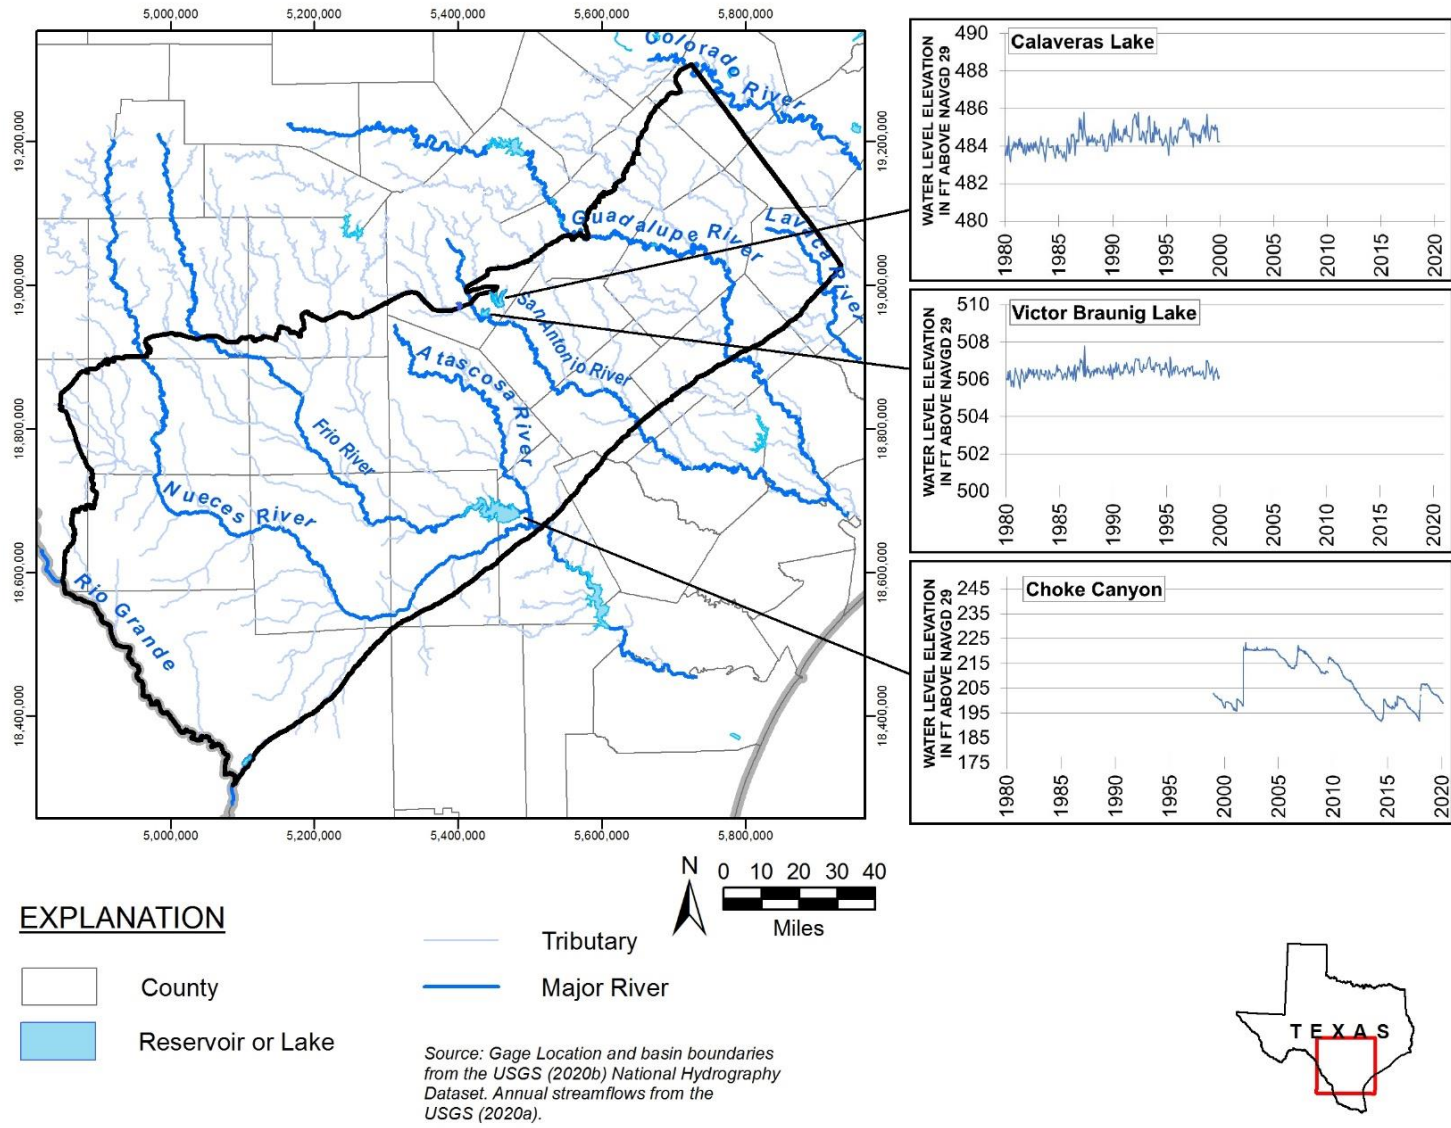 5,000,000
5,200,000
5,400,000
5,600,000
5,800,000
19,200,000
19,000,000
18,800,000
18,600,000
18,400,000
19,200,000
19,000,000
18,800,000
18,600,000
18,400,000
Colorado River
Guadalupe River
Lavaca River
San Antonio River
Atascosa River
Frio River
Nueces River
Rio Grande
5,000,000
5,200,000
5,400,000
5,600,000
5,800,000
Calaveras Lake
WATER LEVEL ELEVATION
IN FT ABOVE NAVGD 29
490
488
486
484
482
480
1980
1985
1990
1995
2000
2005
2010
2015
2020
Victor Braunig Lake
WATER LEVEL ELEVATION
IN FT ABOVE NAVGD 29
510
508
506
504
502
500
1980
1985
1990
1995
2000
2005
2010
2015
2020
Choke Canyon
WATER LEVEL ELEVATION
IN FT ABOVE NAVGD 29
245
235
225
215
205
195
185
175
1980
1985
1990
1995
2000
2005
2010
2015
2020
N
0 10 20 30 40
Miles
EXPLANATION
County
Reservoir or Lake
Tributary
Major River
Source: Gage Location and basin boundaries
from the USGS (2020b) National Hydrography
Dataset. Annual streamflows from the
USGS (2020a).
TEXAS